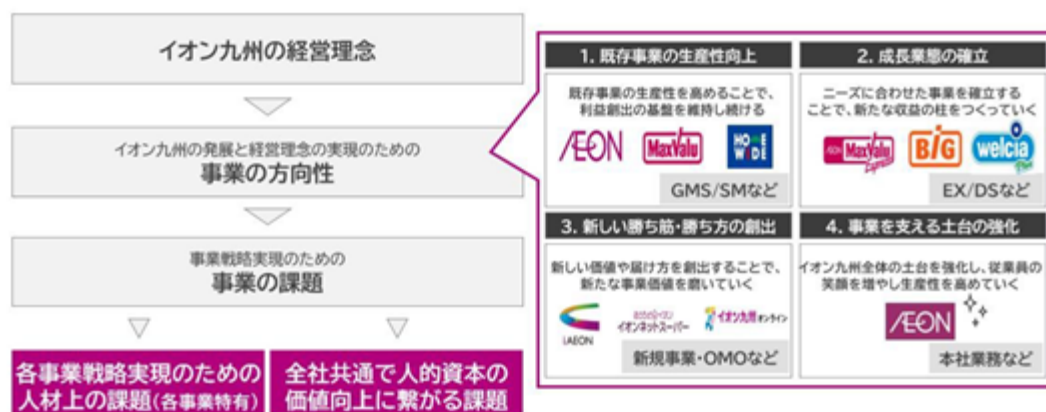 イオン九州の経営理念
イオン九州の発展と経営理念の実現のための
事業の方向性
事業戦略実現のための
事業の課題
各事業戦略実現のための
人材上の課題(各事業特有)
全社共通で人的資本の
価値向上に繋がる課題
1. 既存事業の生産性向上
既存事業の生産性を高めることで、
利益創出の基盤を維持し続ける
ÆON
MaxValu
HOME
WIDE
GMS/SMなど
2. 成長業態の確立
ニーズに合わせた事業を確立する
ことで、新たな収益の柱をつくっていく
ÆON MaxValu
Express
BIG
welcia
Plus
EX/DSなど
3. 新しい勝ち筋・勝ち方の創出
新しい価値や届け方を創出することで、
新たな事業価値を磨いていく
iAEON
イオンネットスーパー
イオン九州オンライン
新規事業・OMOなど
4. 事業を支える土台の強化
イオン九州全体の土台を強化し、従業員の
笑顔を増やし生産性を高めていく
ÆON
本社業務など